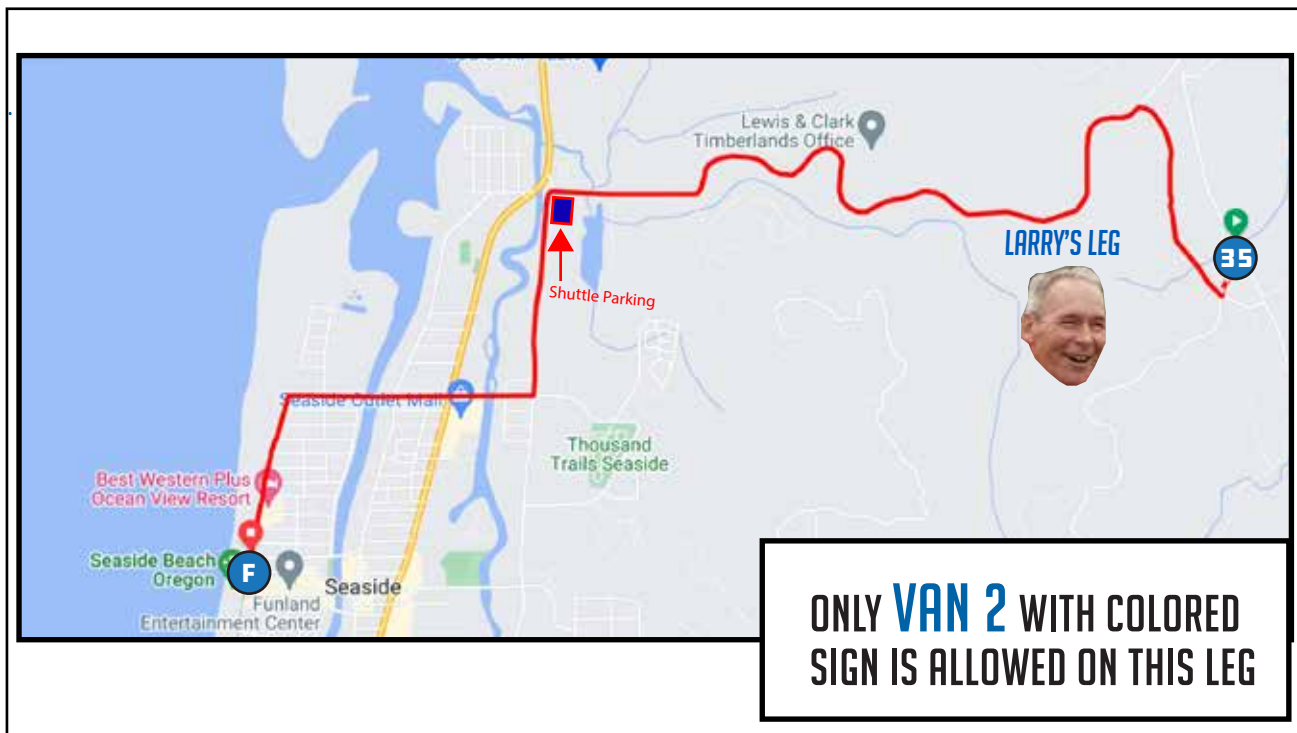 Lewis & Clark
Timberlands Office
LARRY'S LEG
35
Shuttle Parking
Seaside Outlet Mall
Thousand
Trails Seaside
Best Western Plus
Ocean View Resort
Seaside Beach
Oregon
F
Funland
Entertainment Center
Seaside
ONLY VAN 2 WITH COLORED
SIGN IS ALLOWED ON THIS LEG